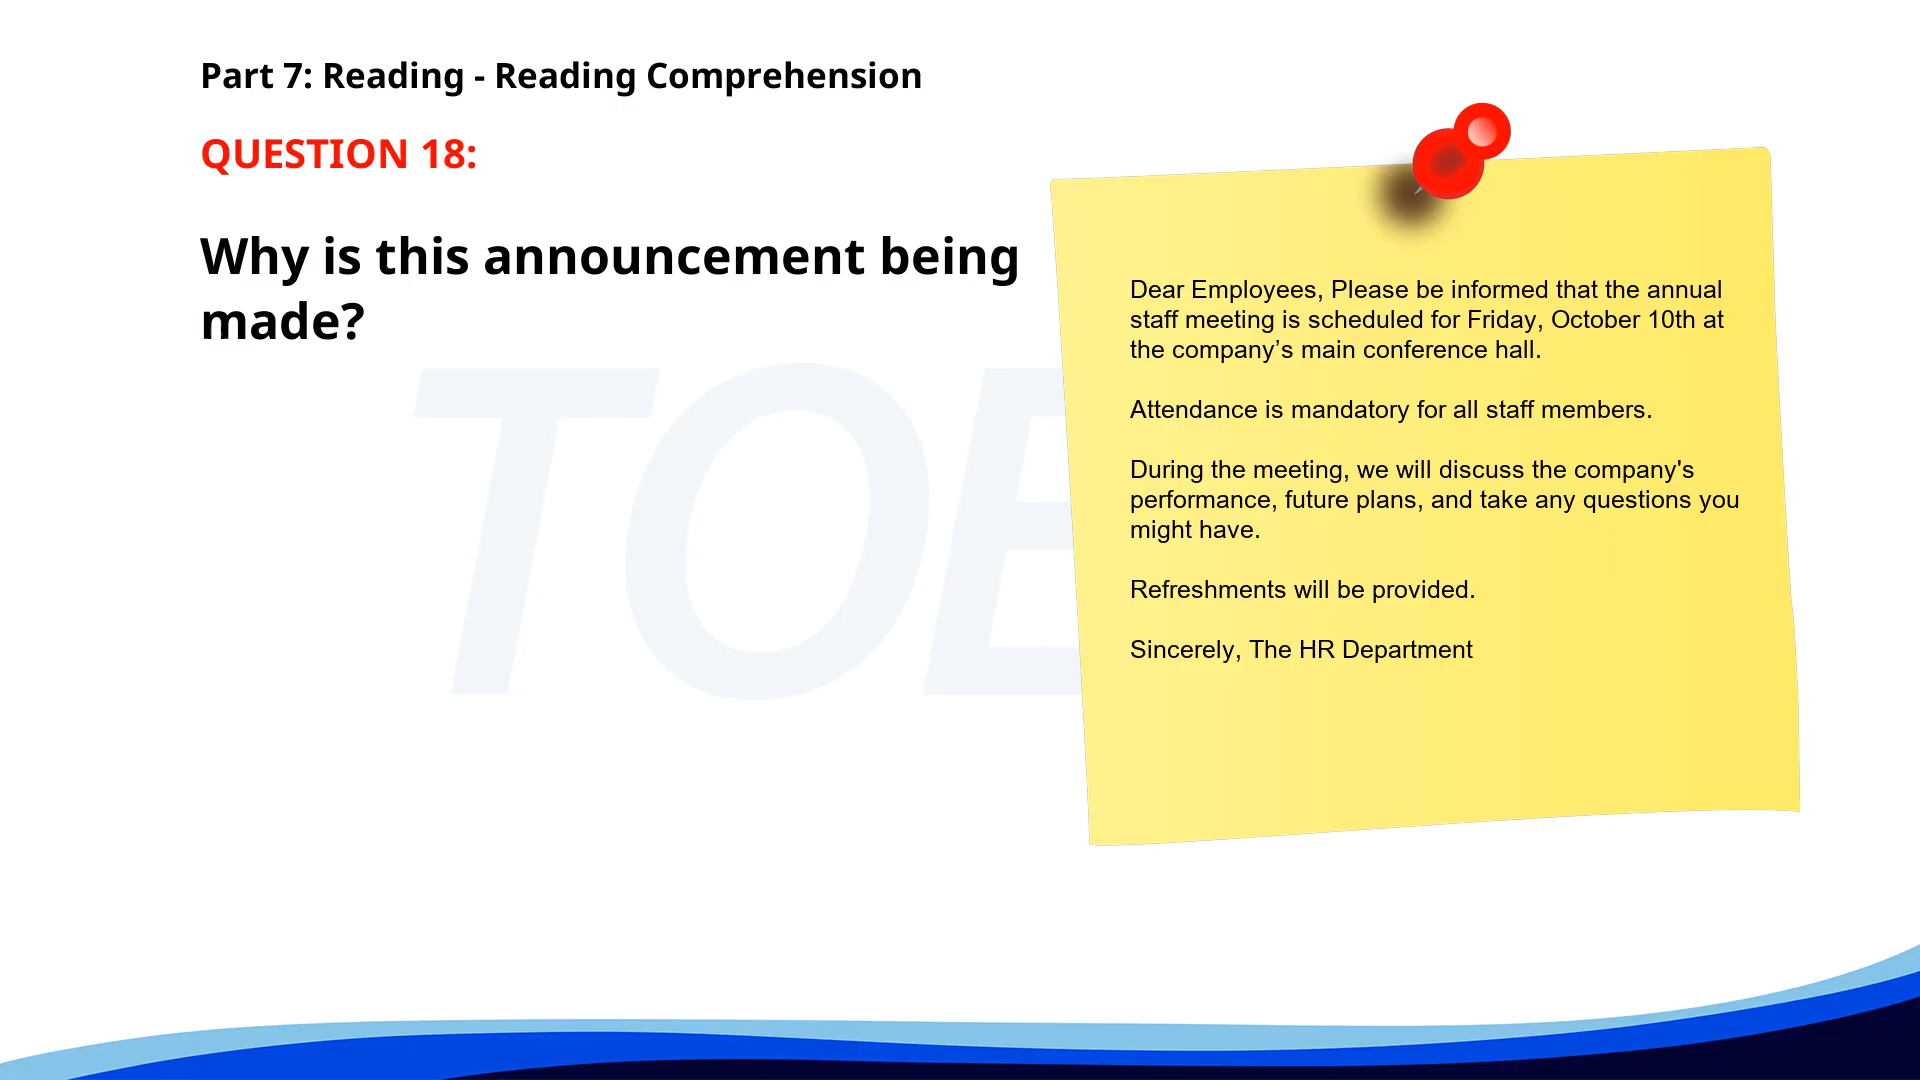 Part 7: Reading - Reading Comprehension
QUESTION 18:
Why is this announcement being
made?
TOE
Dear Employees, Please be informed that the annual
staff meeting is scheduled for Friday, October 10th at
the company’s main conference hall.
Attendance is mandatory for all staff members.
During the meeting, we will discuss the company's
performance, future plans, and take any questions you
might have.
Refreshments will be provided.
Sincerely, The HR Department